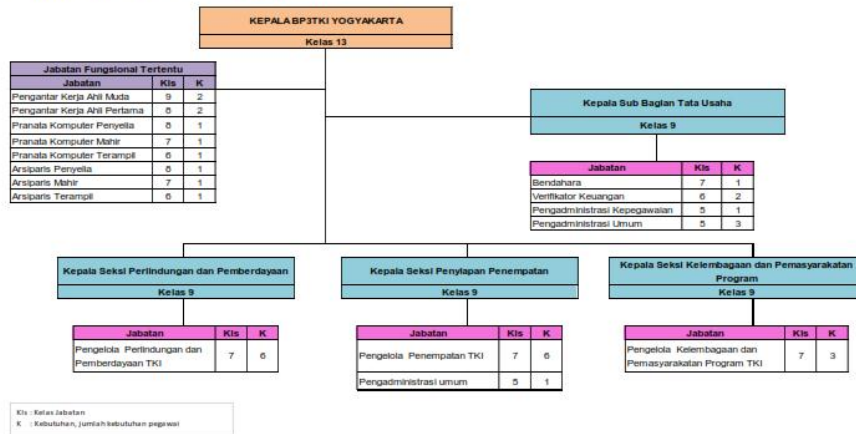 KEPALA BP3TKI YOGYAKARTA
Kelas 13
Jabatan Fungsional Tertentu
Jabatan Kls K
Pengantar Kerja Ahli Muda 9 2
Pengantar Kerja Ahli Pertama 8 2
Pranata Komputer Penyelia 8 1
Pranata Komputer Mahir 7 1
Pranata Komputer Terampil 6 1
Arsiparis Penyelia 8 1
Arsiparis Mahir 7 1
Arsiparis Terampil 6 1
Kepala Sub Bagian Tata Usaha
Kelas 9
Jabatan Kls K
Bendahara 7 1
Verifikator Keuangan 6 2
Pengadministrasi Kepegawaian 5 1
Pengadministrasi Umum 5 3
Kepala Seksi Perlindungan dan Pemberdayaan
Kelas 9
Jabatan Kls K
Pengelola Perlindungan dan
Pemberdayaan TKI 7 6
Kepala Seksi Penyiapan Penempatan
Kelas 9
Jabatan Kls K
Pengelola Penempatan TKI 7 6
Pengadministrasi umum 5 1
Kepala Seksi Kelembagaan dan Pemasyarakatan
Program
Kelas 9
Jabatan Kls K
Pengelola Kelembagaan dan
Pemasyarakatan Program TKI 7 3
Kls : Kelas Jabatan
K : Kebutuhan, jumlah kebutuhan pegawai